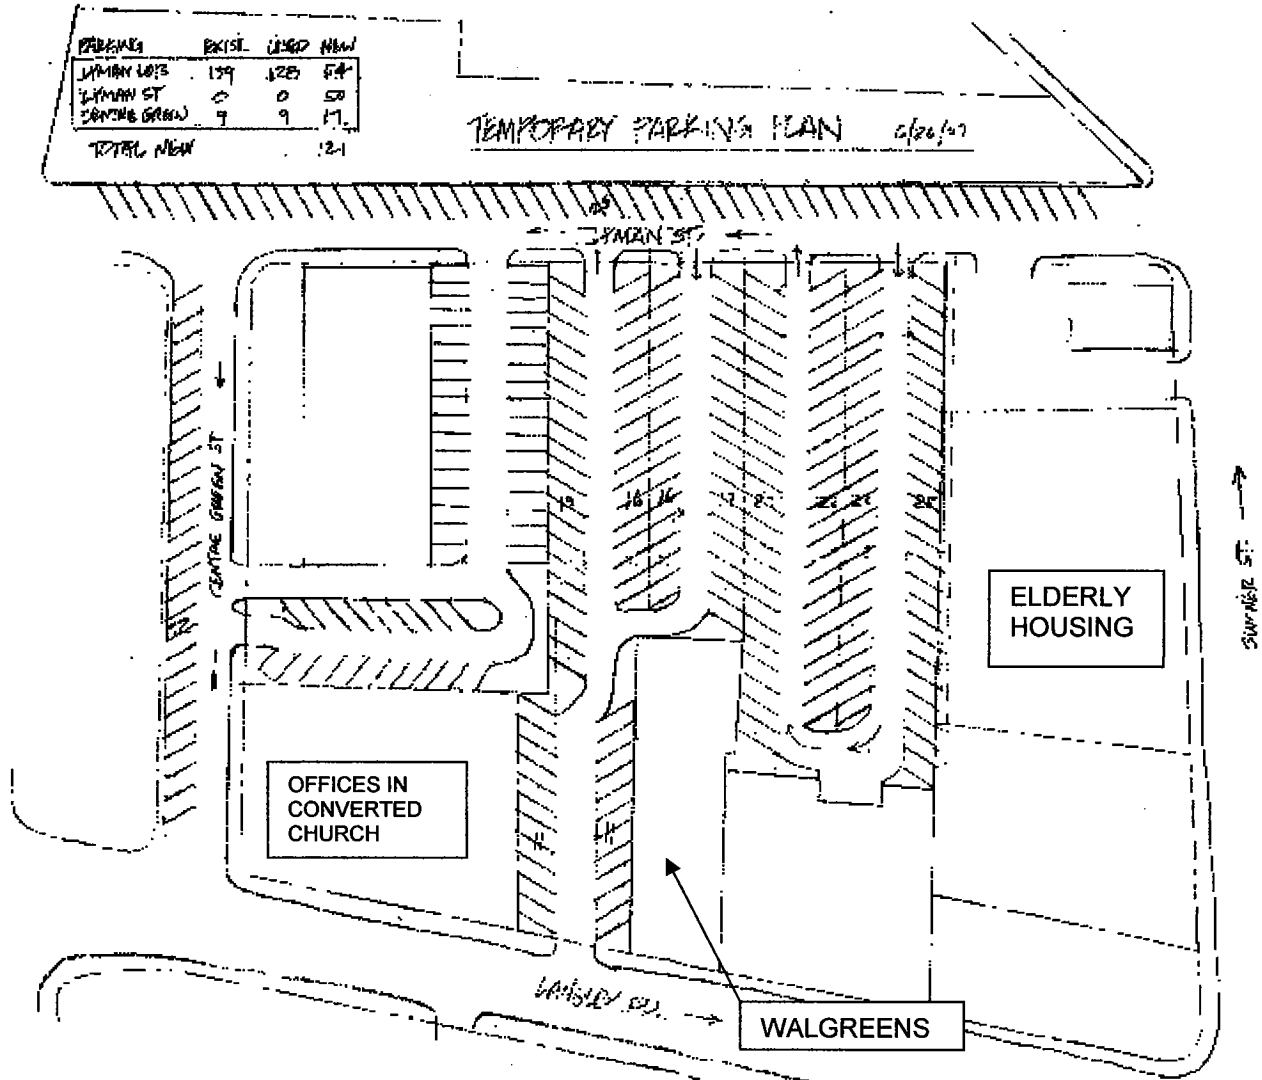 PARKING EXIST. USED NEW
LYMAN LOTS 139 128 54
LYMAN ST 0 0 50
CENTRE GREEN 9 9 17
TOTAL NEW 121
TEMPORARY PARKING PLAN
LYMAN ST
CENTRE GREEN ST
19 16 16 17 22 22 25
ELDERLY
HOUSING
SUMNER ST
OFFICES IN
CONVERTED
CHURCH
11 11
LANGLEY RD.
WALGREENS